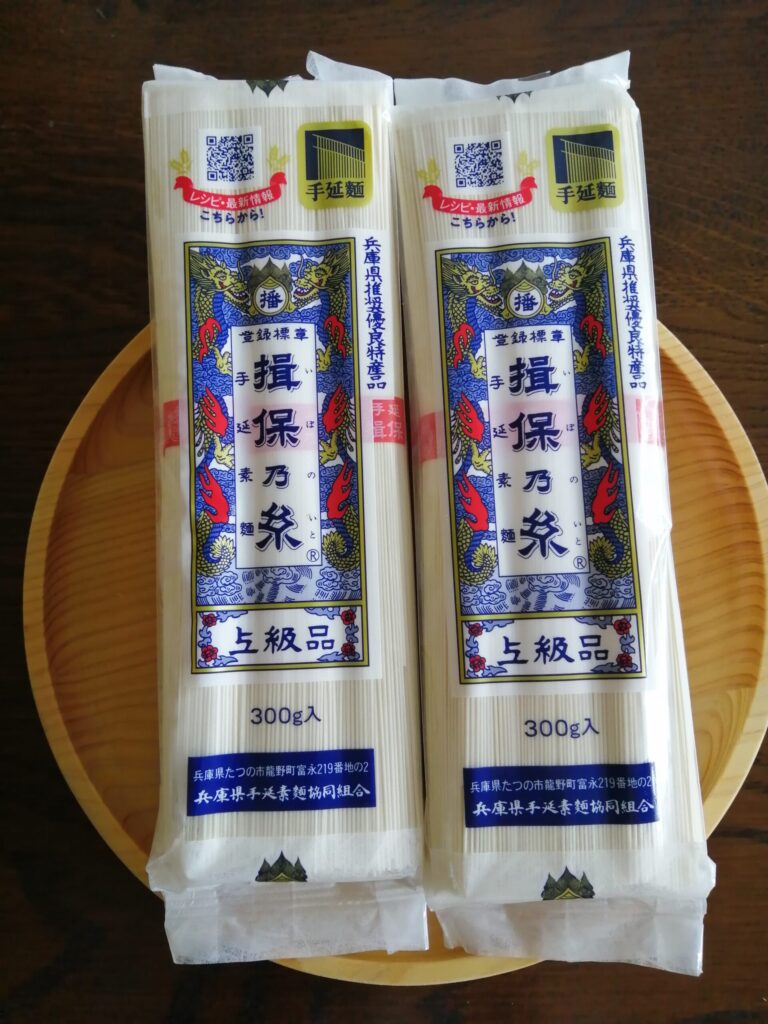 レシピ・最新情報
こちらから!
手延麺
兵庫県推奨優良特産品
播
登録標章
手延素麺
揖保乃糸
いぼのいと
®
手延
揖保
上級品
300g入
兵庫県たつの市龍野町富永219番地の2
兵庫県手延素麺協同組合
レシピ・最新情報
こちらから!
手延麺
兵庫県推奨優良特産品
播
登録標章
手延素麺
揖保乃糸
いぼのいと
®
上級品
300g入
兵庫県たつの市龍野町富永219番地の2
兵庫県手延素麺協同組合